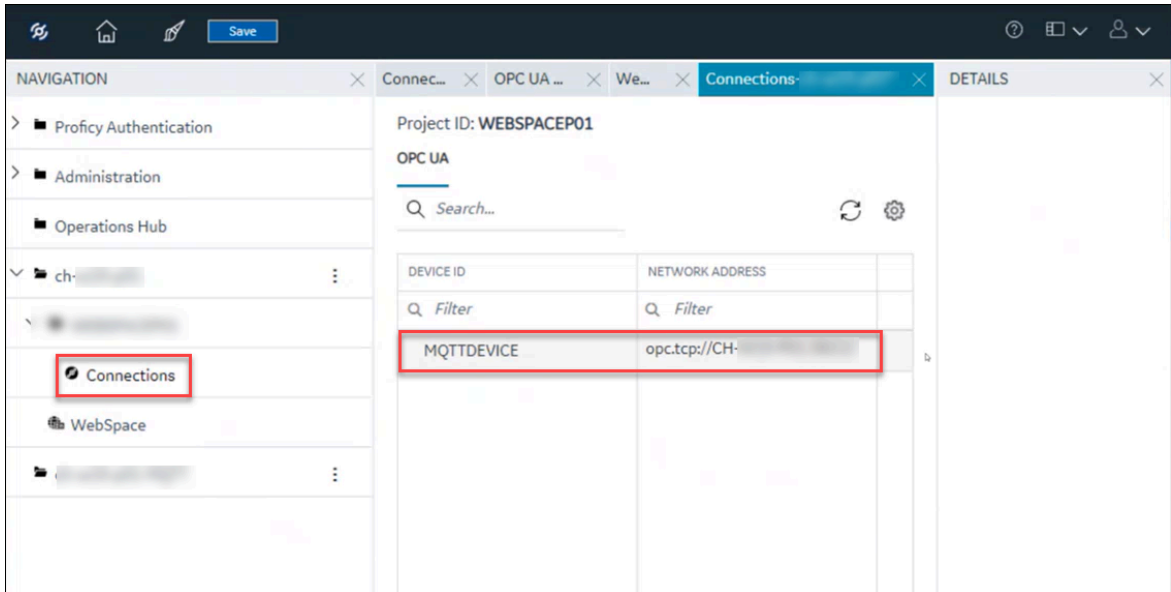 Save
NAVIGATION
Connec...
OPC UA ...
We...
Connections-
DETAILS
Proficy Authentication
Administration
Operations Hub
ch-
Connections
WebSpace
Project ID: WEBSPACEP01
OPC UA
Search...
DEVICE ID
NETWORK ADDRESS
Filter
Filter
MQTTDEVICE
opc.tcp://CH-